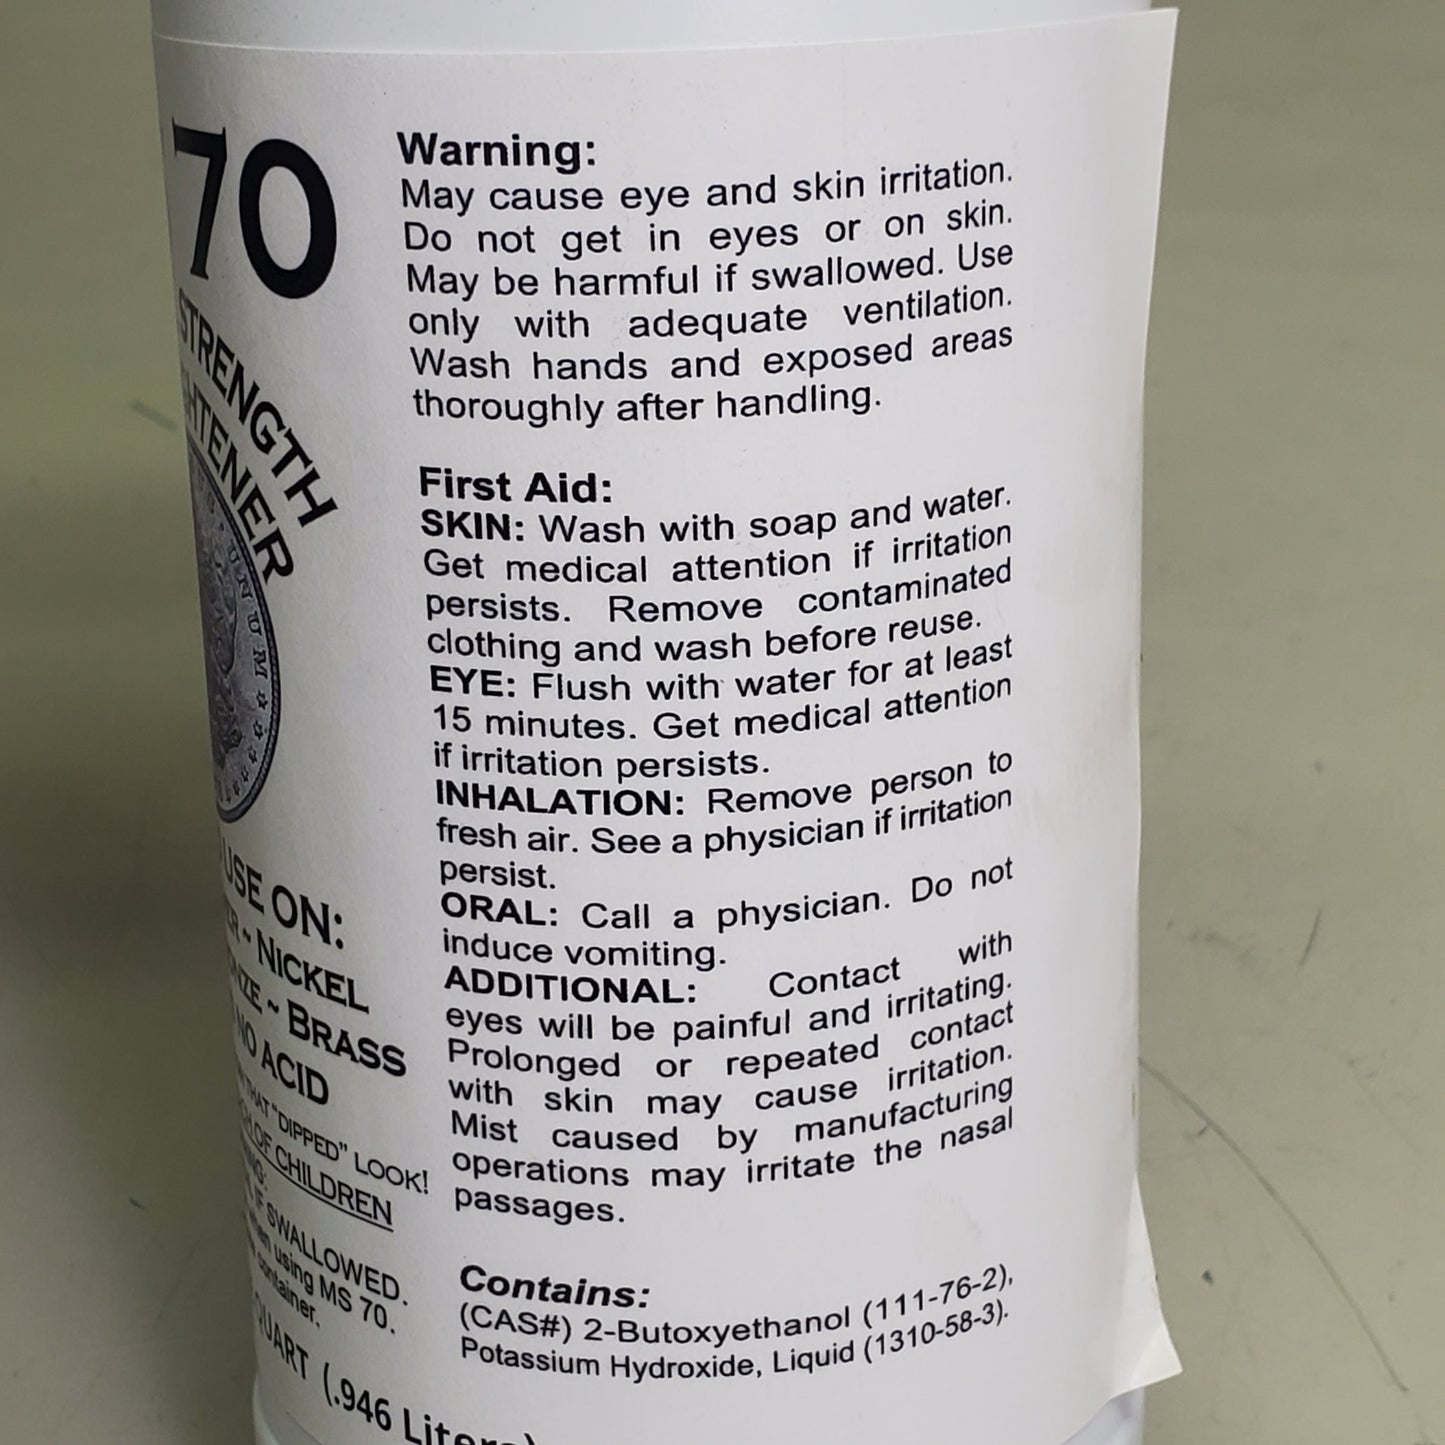 70
STRENGTH
UNUM
USE ON:
~ NICKEL
~ BRASS
NO ACID
THAT "DIPPED" LOOK!
OF CHILDREN
IF SWALLOWED.
when using MS 70.
container.
QUART (.946 Liters)
Warning:
May cause eye and skin irritation.
Do not get in eyes or on skin.
May be harmful if swallowed. Use
only with adequate ventilation.
Wash hands and exposed areas
thoroughly after handling.
First Aid:
SKIN: Wash with soap and water.
Get medical attention if irritation
persists. Remove contaminated
clothing and wash before reuse.
EYE: Flush with water for at least
15 minutes. Get medical attention
if irritation persists.
INHALATION: Remove person to
fresh air. See a physician if irritation
persist.
ORAL: Call a physician. Do not
induce vomiting.
ADDITIONAL: Contact with
eyes will be painful and irritating.
Prolonged or repeated contact
with skin may cause irritation.
Mist caused by manufacturing
operations may irritate the nasal
passages.
Contains:
(CAS#) 2-Butoxyethanol (111-76-2),
Potassium Hydroxide, Liquid (1310-58-3).